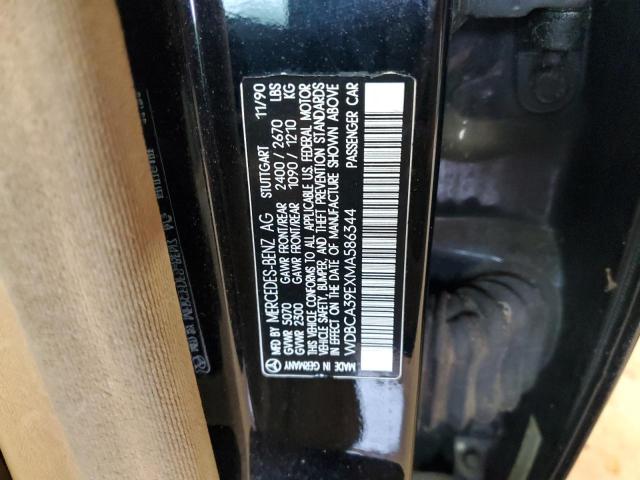 MFD BY MERCEDES-BENZ AG STUTTGART 11/90
GVWR 5070 GAWR FRONT/REAR 2400 / 2670 LBS
GVWR 2300 GAWR FRONT/REAR 1090 / 1210 KG
THIS CAR CONFORMS TO ALL APPLICABLE U.S. FEDERAL MOTOR
VEHICLE SAFETY, BUMPER, AND THEFT PREVENTION STANDARDS
IN EFFECT ON THE DATE OF MANUFACTURE SHOWN ABOVE
WDBCA39EXMA586344 PASSENGER CAR
MADE IN GERMANY